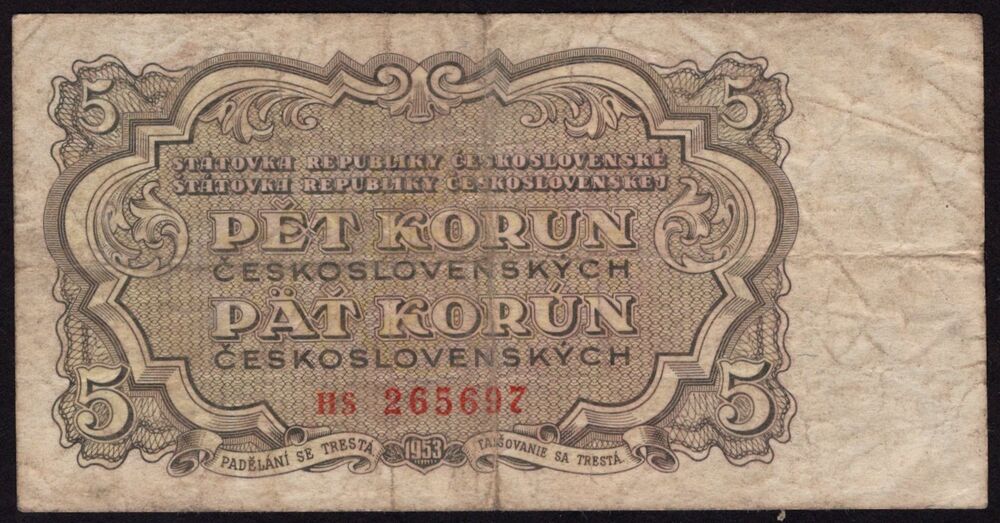 5 5
STÁTOVKA REPUBLIKY ČESKOSLOVENSKÉ
ŠTÁTOVKA REPUBLIKY ČESKOSLOVENSKEJ
PĚT KORUN
ČESKOSLOVENSKÝCH
PÄŤ KORÚN
ČESKOSLOVENSKÝCH
HS 265697
5 5
PADĚLÁNÍ SE TRESTÁ 1953 FALŠOVANIE SA TRESTÁ.